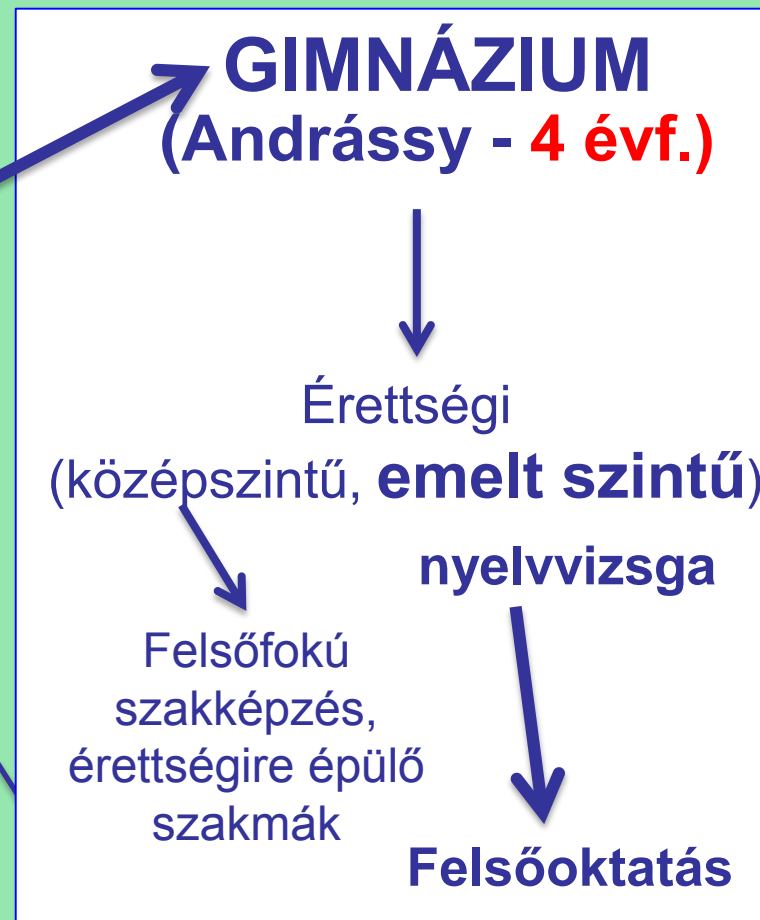 GIMNÁZIUM
(Andrássy - 4 évf.)
Érettségi
(középszintű, emelt szintű)
nyelvvizsga
Felsőfokú
szakképzés,
érettségire épülő
szakmák
Felsőoktatás